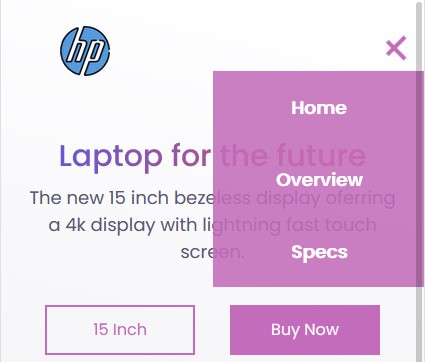 hp
Home
Laptop for the future
Overview
The new 15 inch bezeless display oferring
a 4k display with lightning fast touch
screen.
Specs
15 Inch
Buy Now